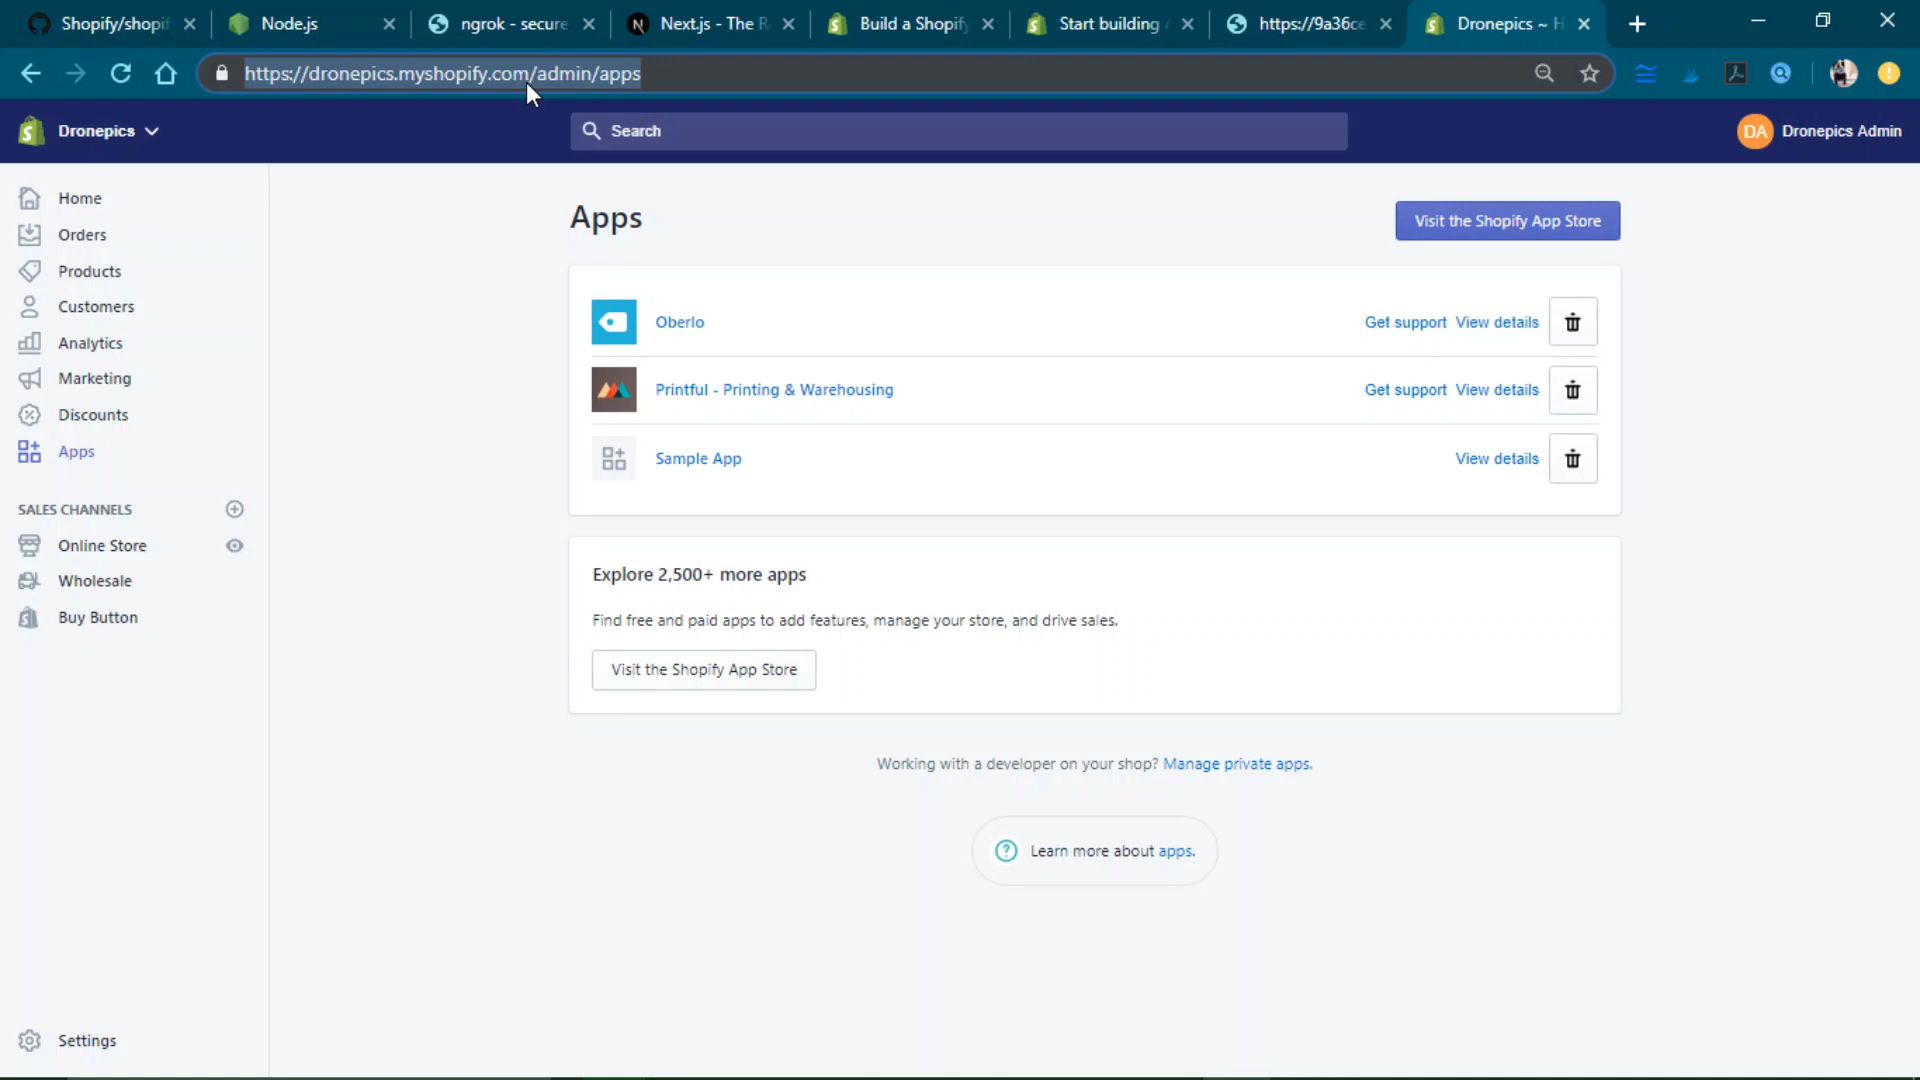 Shopify/shopif
Node.js
ngrok - secure
Next.js - The R
Build a Shopify
Start building
https://9a36ce
Dronepics ~ H
https://dronepics.myshopify.com/admin/apps
Dronepics
Search
DA
Dronepics Admin
Home
Orders
Products
Customers
Analytics
Marketing
Discounts
Apps
SALES CHANNELS
Online Store
Wholesale
Buy Button
Settings
Apps
Visit the Shopify App Store
Oberlo
Get support View details
Printful - Printing & Warehousing
Get support View details
Sample App
View details
Explore 2,500+ more apps
Find free and paid apps to add features, manage your store, and drive sales.
Visit the Shopify App Store
Working with a developer on your shop? Manage private apps.
Learn more about apps.